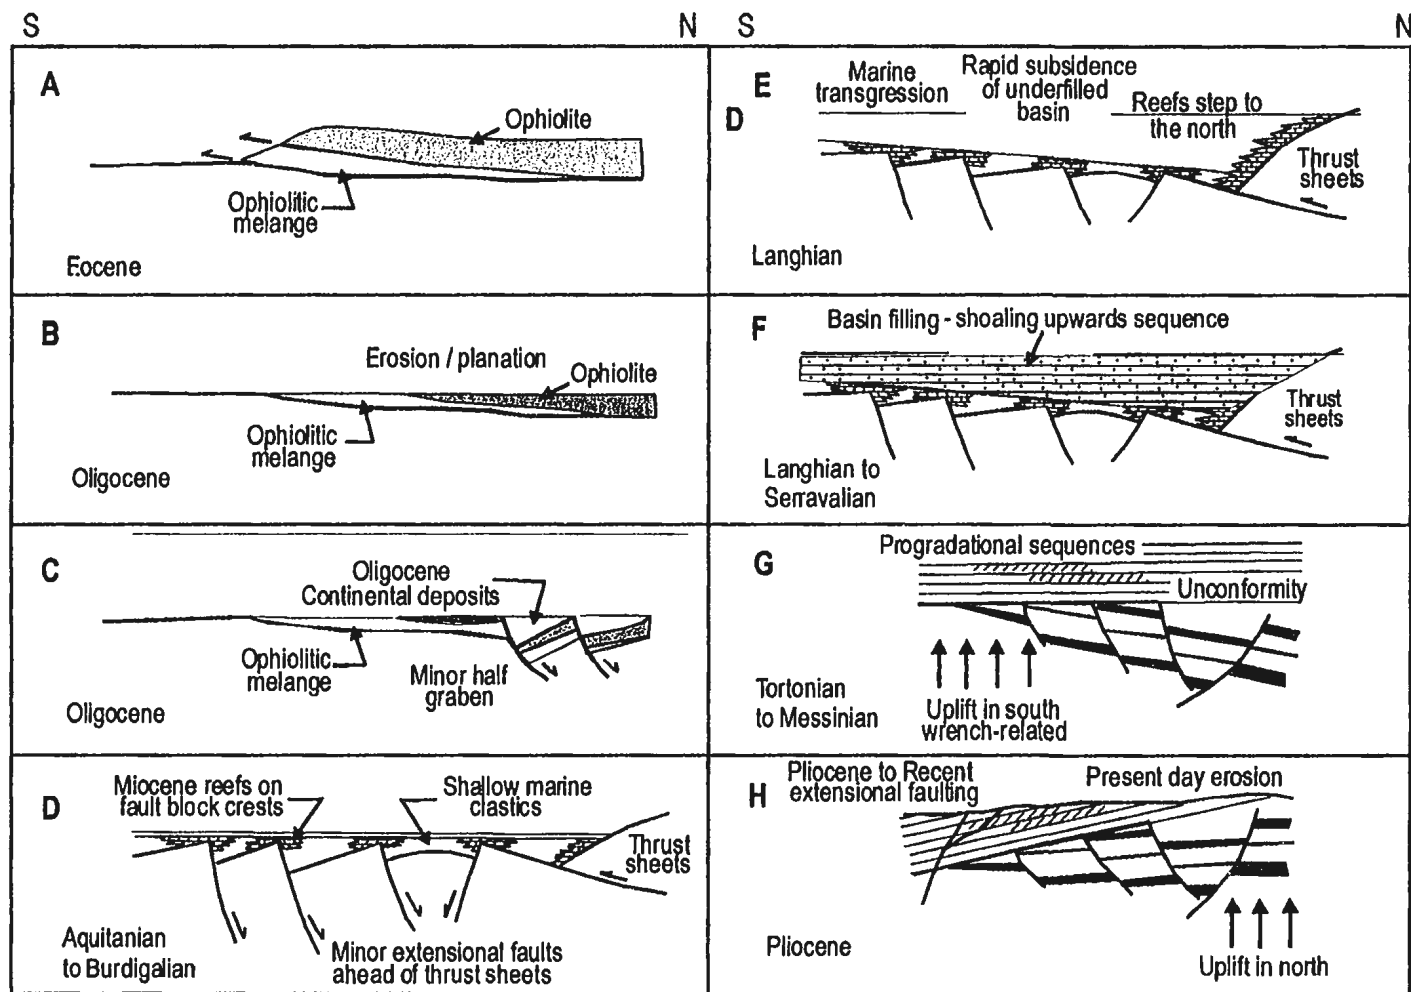 S
N
S
N
A
Ophiolite
Ophiolitic
melange
Eocene
B
Erosion / planation
Ophiolite
Ophiolitic
melange
Oligocene
C
Oligocene
Continental deposits
Ophiolitic
melange
Minor half
graben
Oligocene
D
Miocene reefs on
fault block crests
Shallow marine
clastics
Thrust
sheets
Aquitanian
to Burdigalian
Minor extensional faults
ahead of thrust sheets
E
D
Marine
transgression
Rapid subsidence
of underfilled
basin
Reefs step to
the north
Thrust
sheets
Langhian
F
Basin filling - shoaling upwards sequence
Thrust
sheets
Langhian to
Serravalian
G
Progradational sequences
Unconformity
Tortonian
to Messinian
Uplift in south
wrench-related
H
Pliocene to Recent
extensional faulting
Present day erosion
Pliocene
Uplift in north